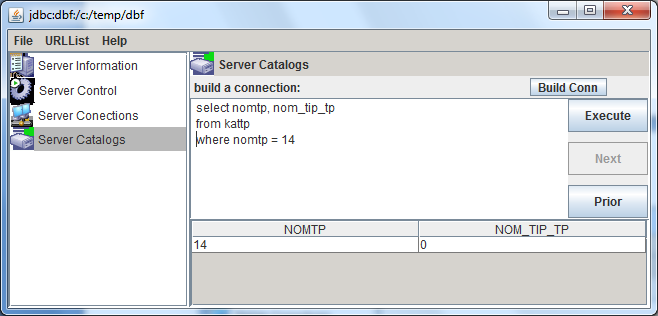 jdbc:dbf:/c:/temp/dbf
File URLList Help
Server Information
Server Control
Server Conections
Server Catalogs
Server Catalogs
build a connection:
Build Conn
select nomtp, nom_tip_tp
from kattp
where nomtp = 14
Execute
Next
Prior
NOMTP NOM_TIP_TP
14 0